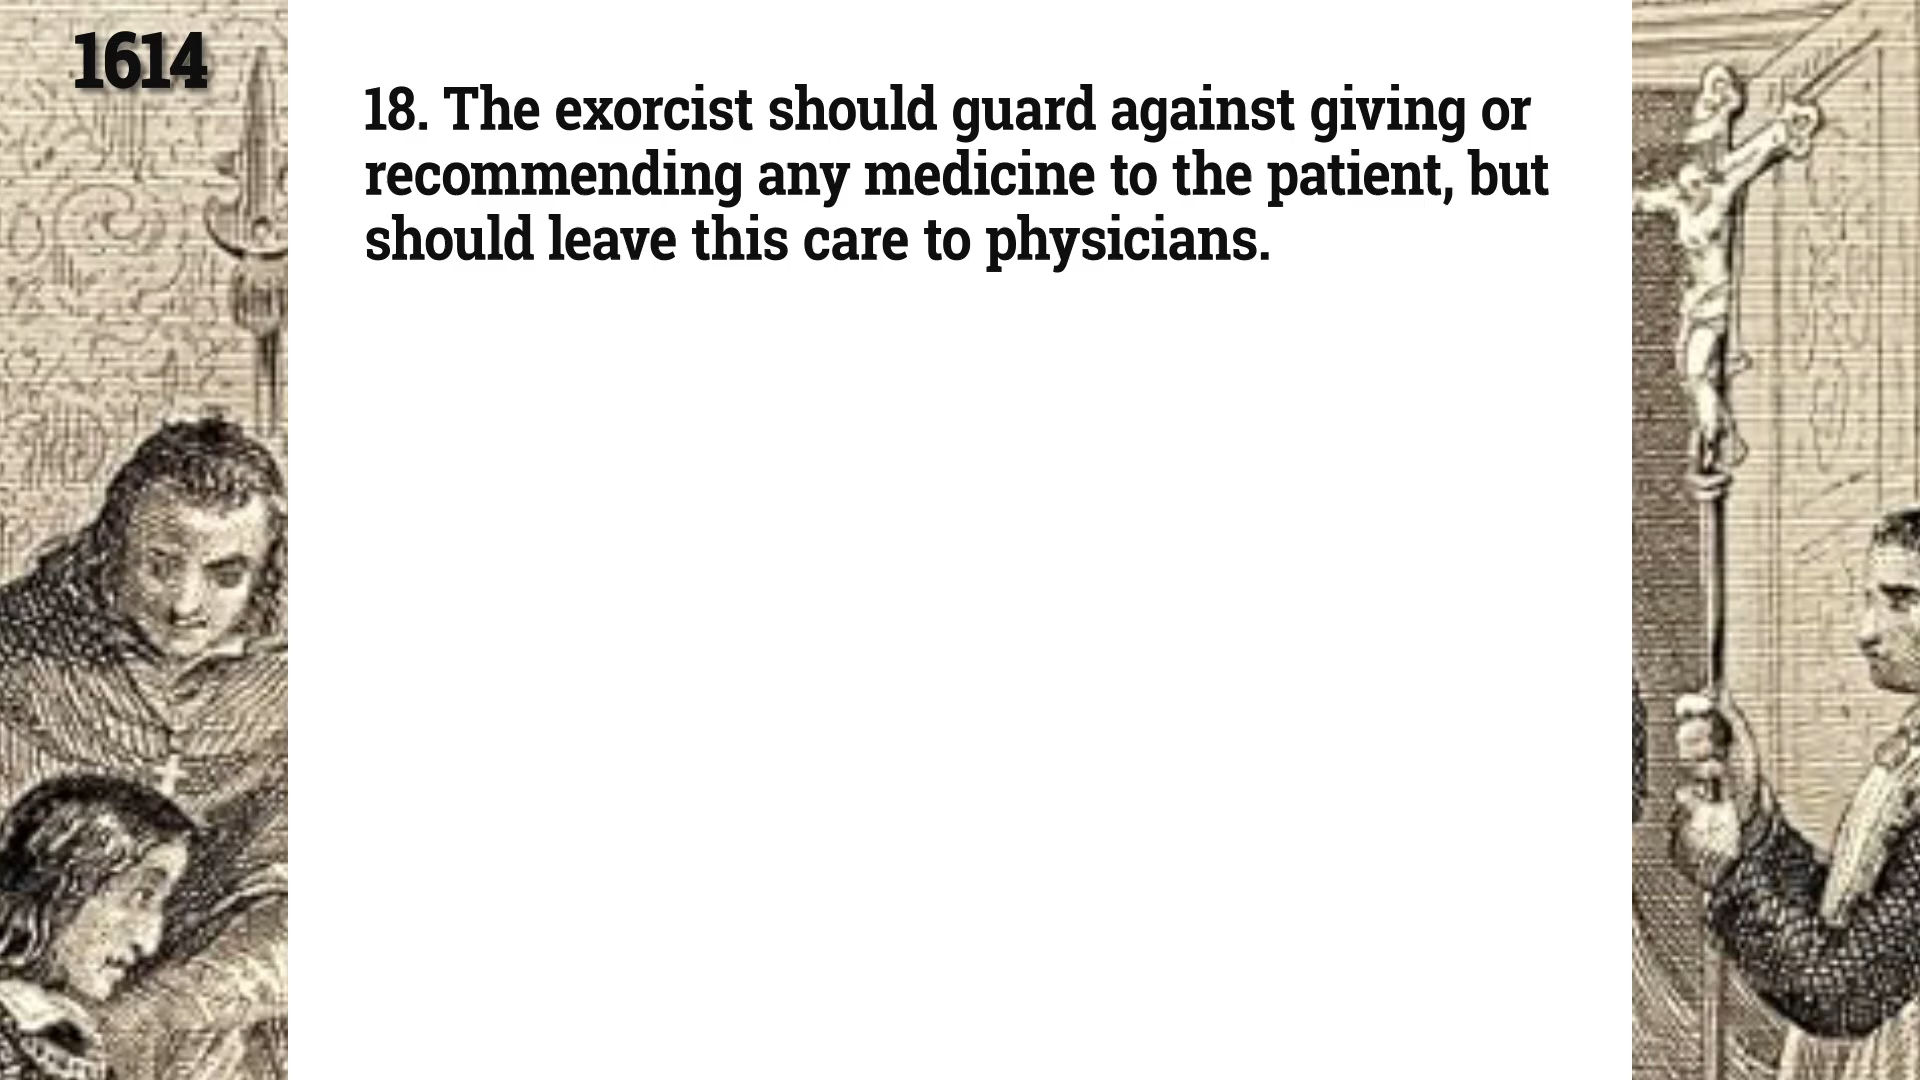 1614
18. The exorcist should guard against giving or
recommending any medicine to the patient, but
should leave this care to physicians.